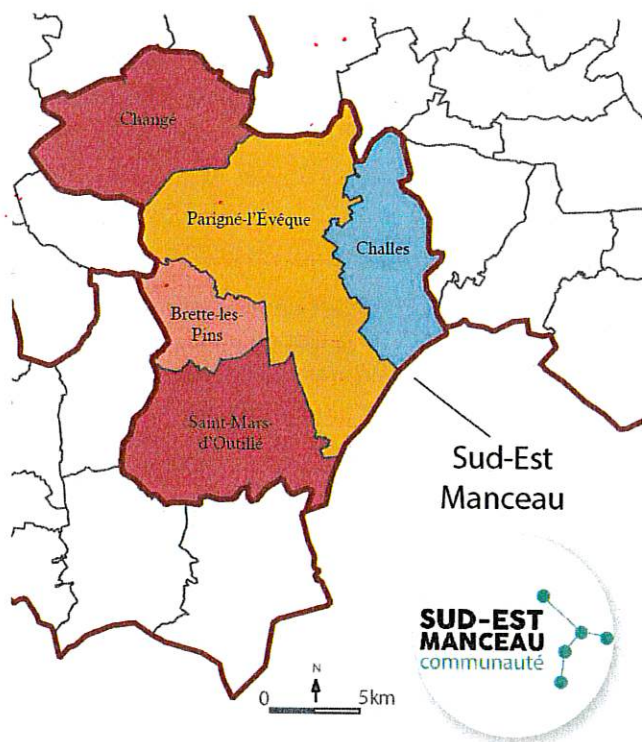 Changé
Parigné-l'Évêque
Challes
Brette-les-
Pins
Saint-Mars-
d'Outillé
Sud-Est
Manceau
SUD-EST
MANCEAU
communauté
N
0 5km